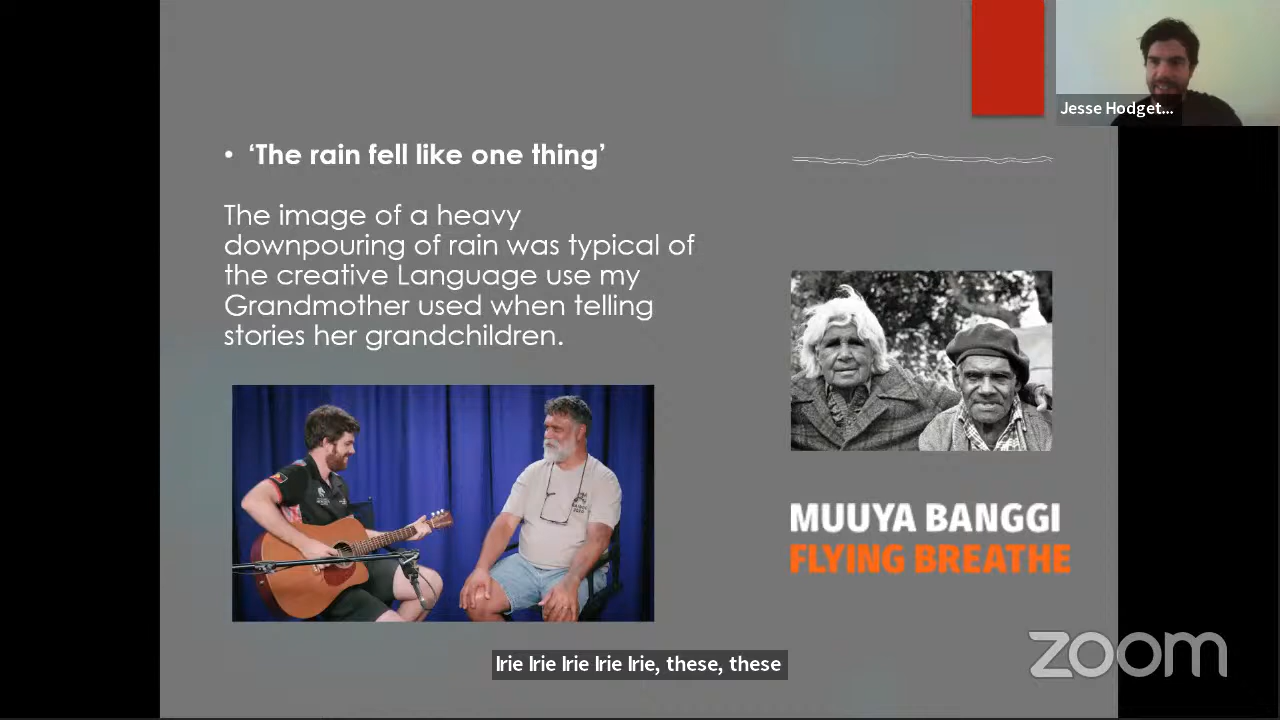 Jesse Hodget...
• ‘The rain fell like one thing’
The image of a heavy
downpouring of rain was typical of
the creative Language use my
Grandmother used when telling
stories her grandchildren.
MUUYA BANGGI
FLYING BREATHE
Irie Irie Irie Irie Irie, these, these
zoom